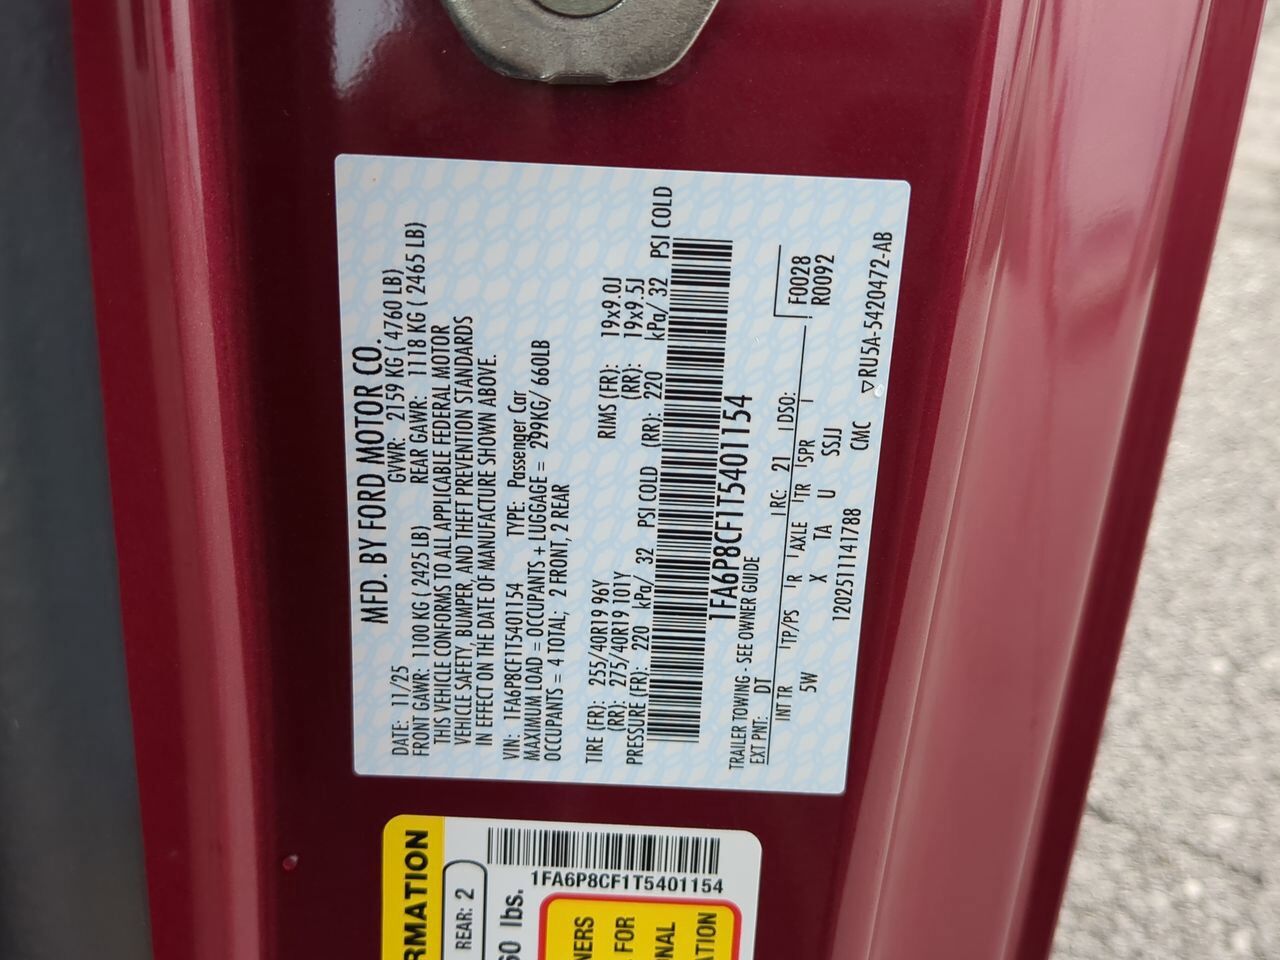 MFD. BY FORD MOTOR CO.
DATE: 11/25 GVWR: 2159 KG ( 4760 LB)
FRONT GAWR: 1100 KG ( 2425 LB) REAR GAWR: 1118 KG ( 2465 LB)
THIS VEHICLE CONFORMS TO ALL APPLICABLE FEDERAL MOTOR
VEHICLE SAFETY, BUMPER, AND THEFT PREVENTION STANDARDS
IN EFFECT ON THE DATE OF MANUFACTURE SHOWN ABOVE.
VIN: 1FA6P8CF1T5401154 TYPE: Passenger Car
MAXIMUM LOAD = OCCUPANTS + LUGGAGE = 299KG/ 660LB
OCCUPANTS = 4 TOTAL; 2 FRONT, 2 REAR
TIRE (FR): 255/40R19 96Y RIMS (FR): 19x9.0J
(RR): 275/40R19 101Y (RR): 19x9.5J
PRESSURE (FR): 220 kPa/ 32 PSI COLD (RR): 220 kPa/ 32 PSI COLD
1FA6P8CF1T5401154
TRAILER TOWING - SEE OWNER GUIDE
EXT PNT: DT RC: 21 DSO: F0028
R0092
INT TR TP/PS R AXLE TR SPR
5W X TA U SSJJ
120251114178​8 CMC ▽RU5A-5420472-AB
RMATION
REAR: 2
60 lbs.
1FA6P8CF1T5401154
NERS
FOR
NAL
ATION